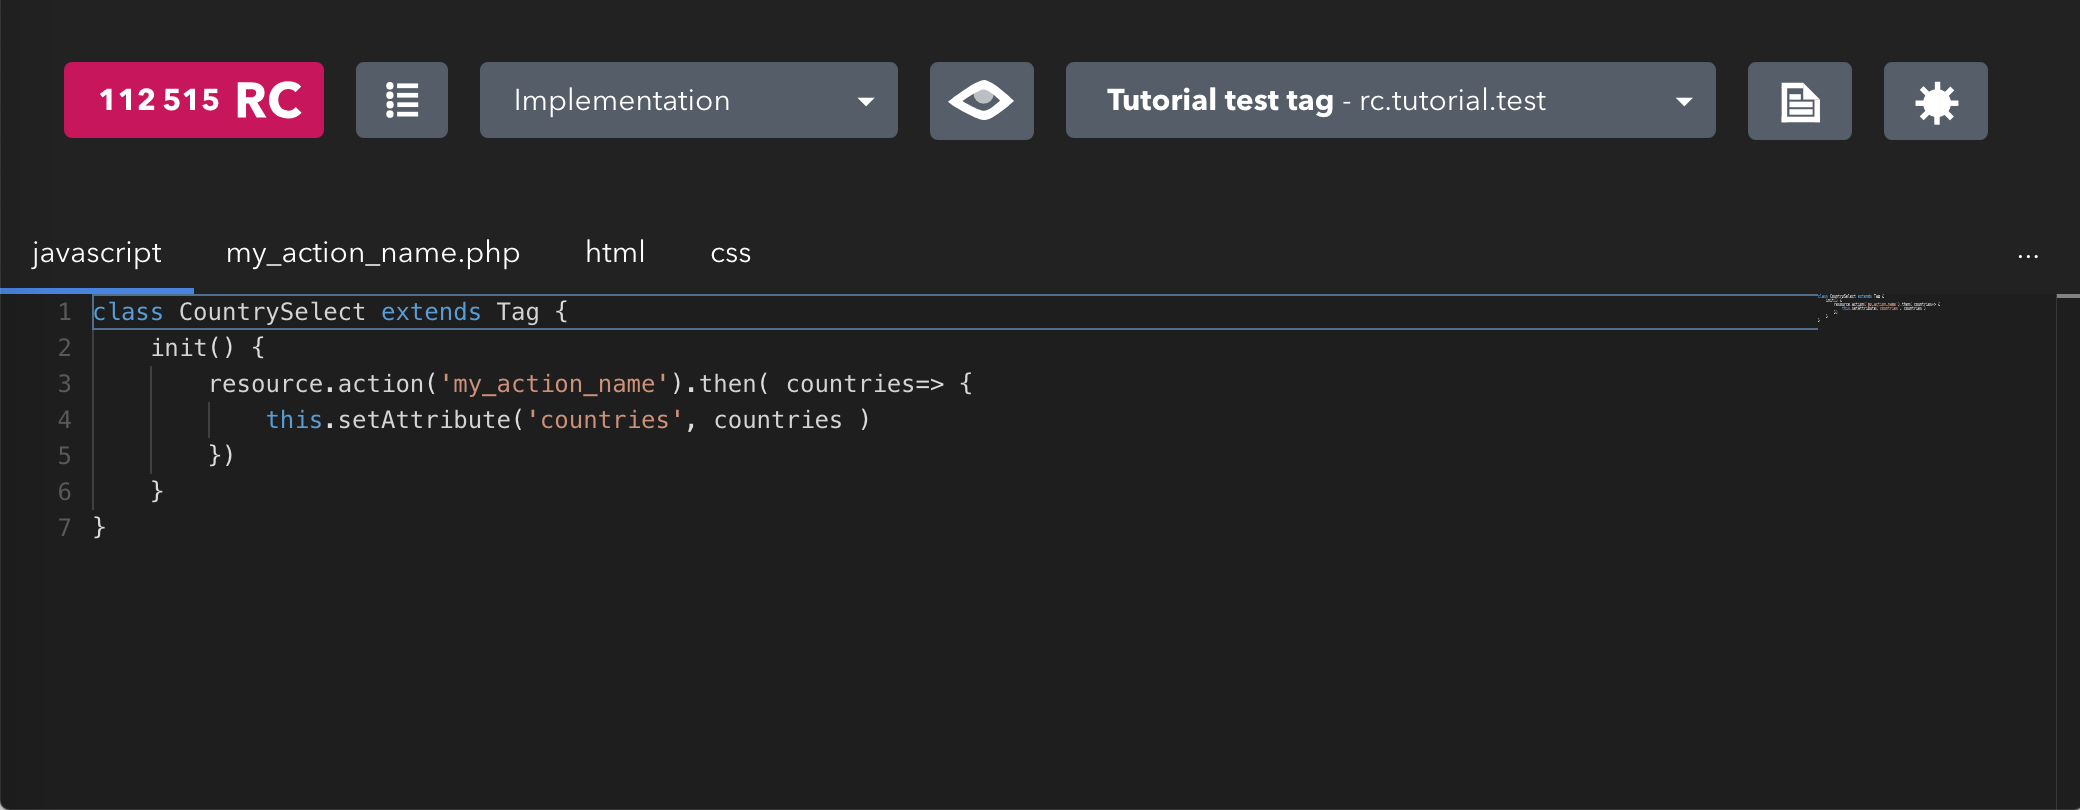 112 515 RC
Implementation
Tutorial test tag - rc.tutorial.test
javascript my_action_name.php html css ...
1 class CountrySelect extends Tag {
2 init() {
3 resource.action('my_action_name').then( countries=> {
4 this.setAttribute('countries', countries )
5 })
6 }
7 }